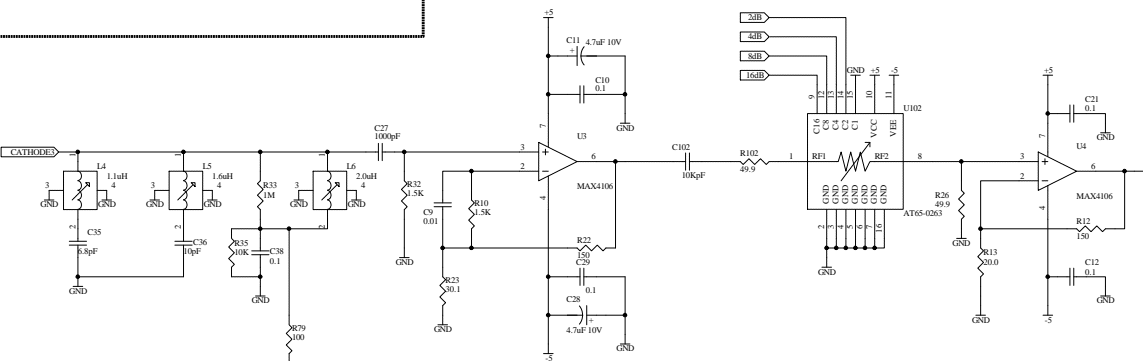 CATHODE3
1
L4
1.1uH
3
4
GND
GND
2
C35
6.8pF
GND
1
L5
1.6uH
3
4
GND
GND
2
C36
10pF
R33
1M
R35
10K
C38
0.1
GND
1
L6
2.0uH
3
4
GND
GND
2
R79
100
C27
1000pF
R32
1.5K
GND
+5
C11
4.7uF 10V
+
C10
0.1
GND
7
U3
3
+
2
-
6
4
MAX4106
C9
0.01
R10
1.5K
R22
150
R23
30.1
GND
C29
0.1
C28
+
4.7uF 10V
GND
-5
C102
10KpF
R102
49.9
2dB
4dB
8dB
16dB
GND
+5
-5
9
12
13
14
15
10
11
U102
C16
C8
C4
C2
C1
VCC
VEE
1
RF1
RF2
8
GND
GND
GND
GND
GND
GND
GND
AT65-0263
2
3
4
5
6
7
16
GND
R26
49.9
GND
+5
C21
0.1
GND
7
U4
3
+
2
-
6
4
MAX4106
R12
150
R13
20.0
GND
C12
0.1
GND
-5